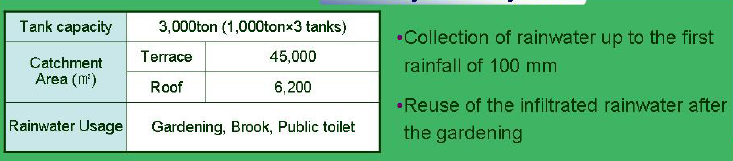 Tank capacity 3,000ton (1,000ton×3 tanks)
Catchment
Area (㎡)
Terrace 45,000
Roof 6,200
Rainwater Usage Gardening, Brook, Public toilet
•Collection of rainwater up to the first
rainfall of 100 mm
•Reuse of the infiltrated rainwater after
the gardening